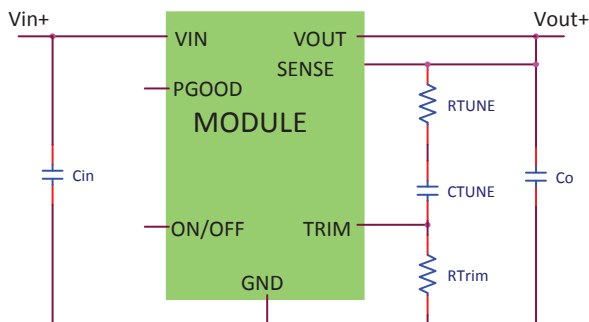 Vin+
Vout+
VIN
VOUT
SENSE
PGOOD
RTUNE
MODULE
Cin
CTUNE
Co
ON/OFF
TRIM
GND
RTrim